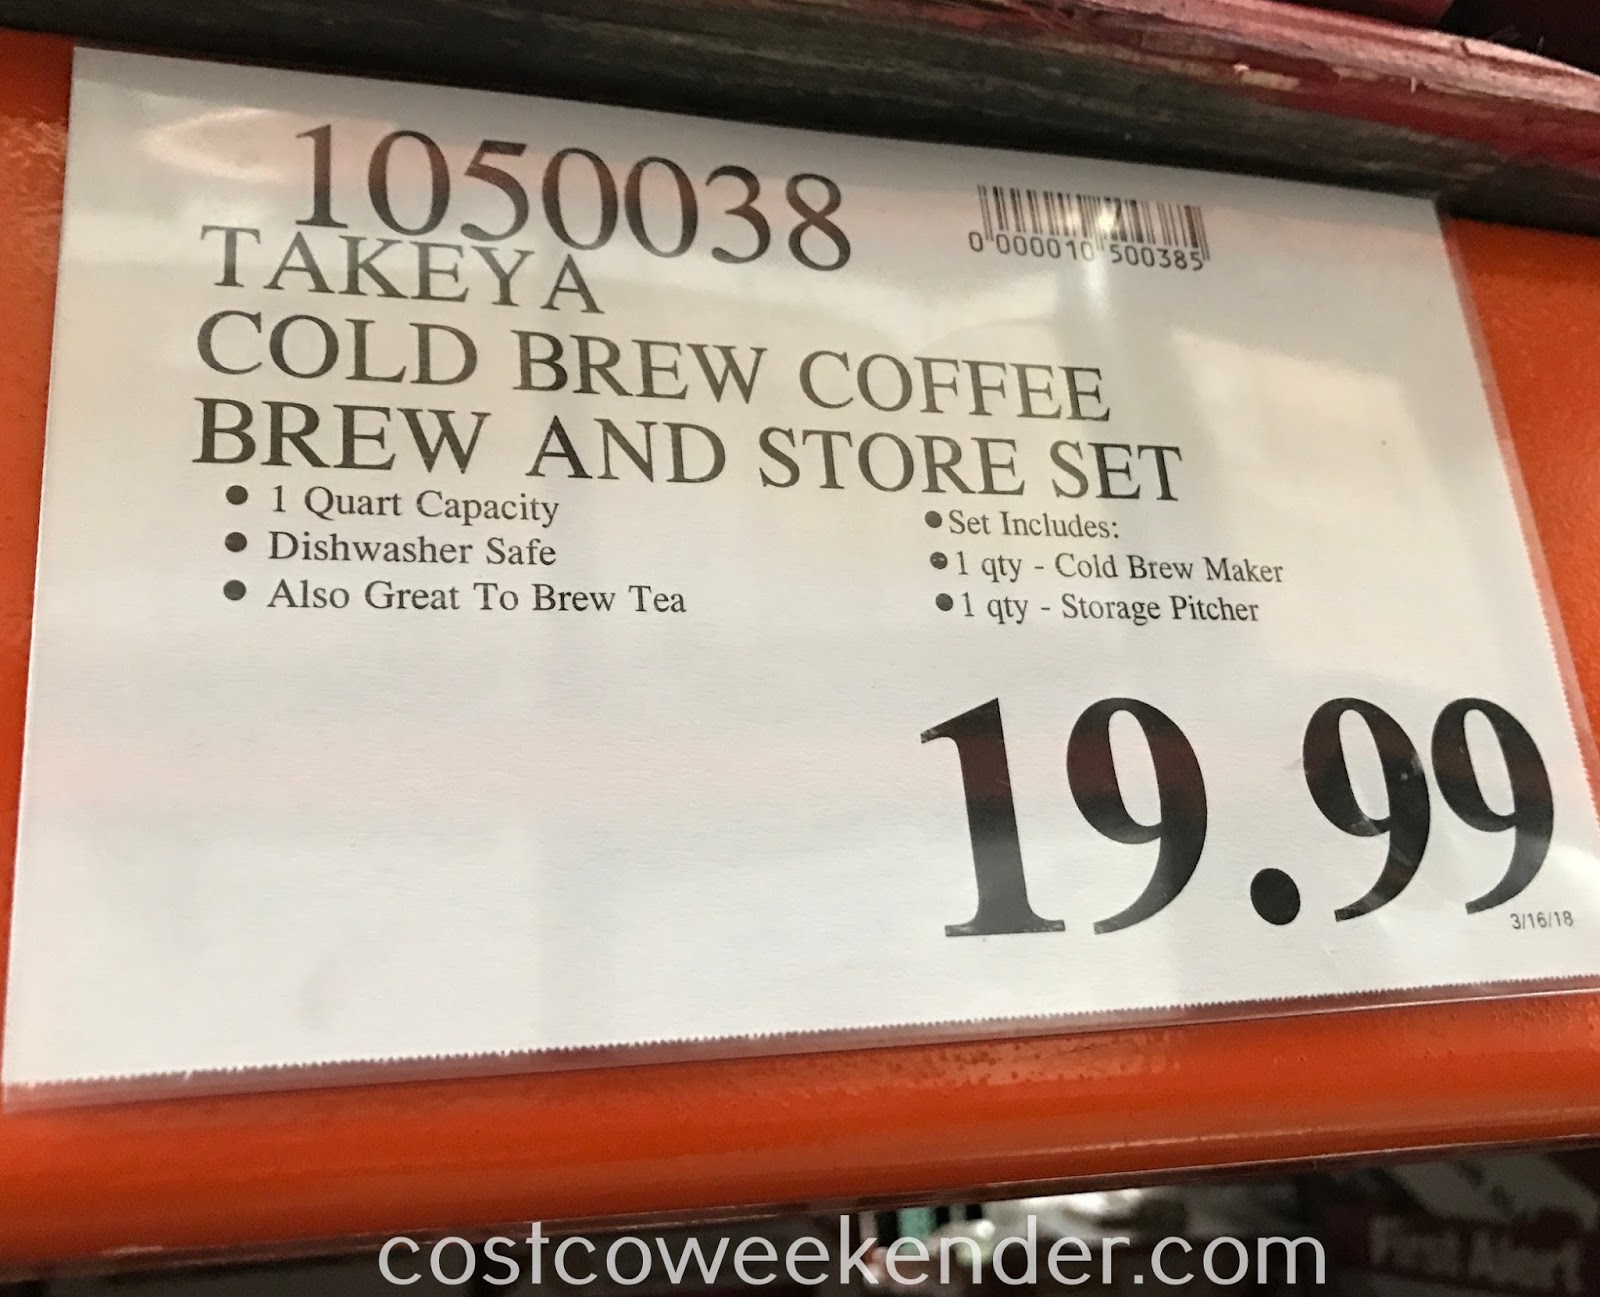 1050038
0 000010 500385
TAKEYA
COLD BREW COFFEE
BREW AND STORE SET
• 1 Quart Capacity
• Dishwasher Safe
• Also Great To Brew Tea
• Set Includes:
• 1 qty - Cold Brew Maker
• 1 qty - Storage Pitcher
19.99
3/16/18
First Alert
costcoweekender.com